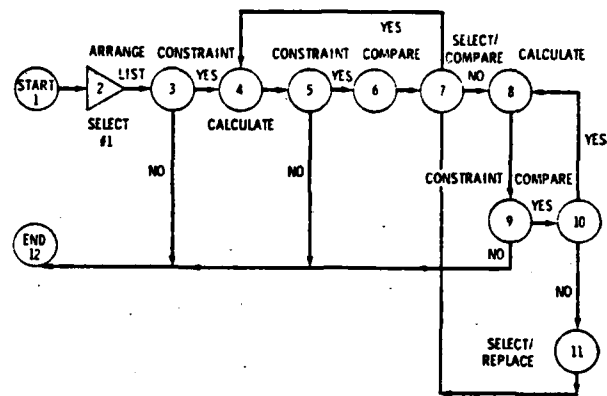 YES
ARRANGE
LIST
CONSTRAINT
YES
CONSTRAINT
YES
COMPARE
SELECT/
COMPARE
NO
CALCULATE
START
1
2
3
4
5
6
7
8
SELECT
#1
CALCULATE
NO
NO
YES
CONSTRAINT
COMPARE
YES
9
10
NO
END
12
NO
SELECT/
REPLACE
11